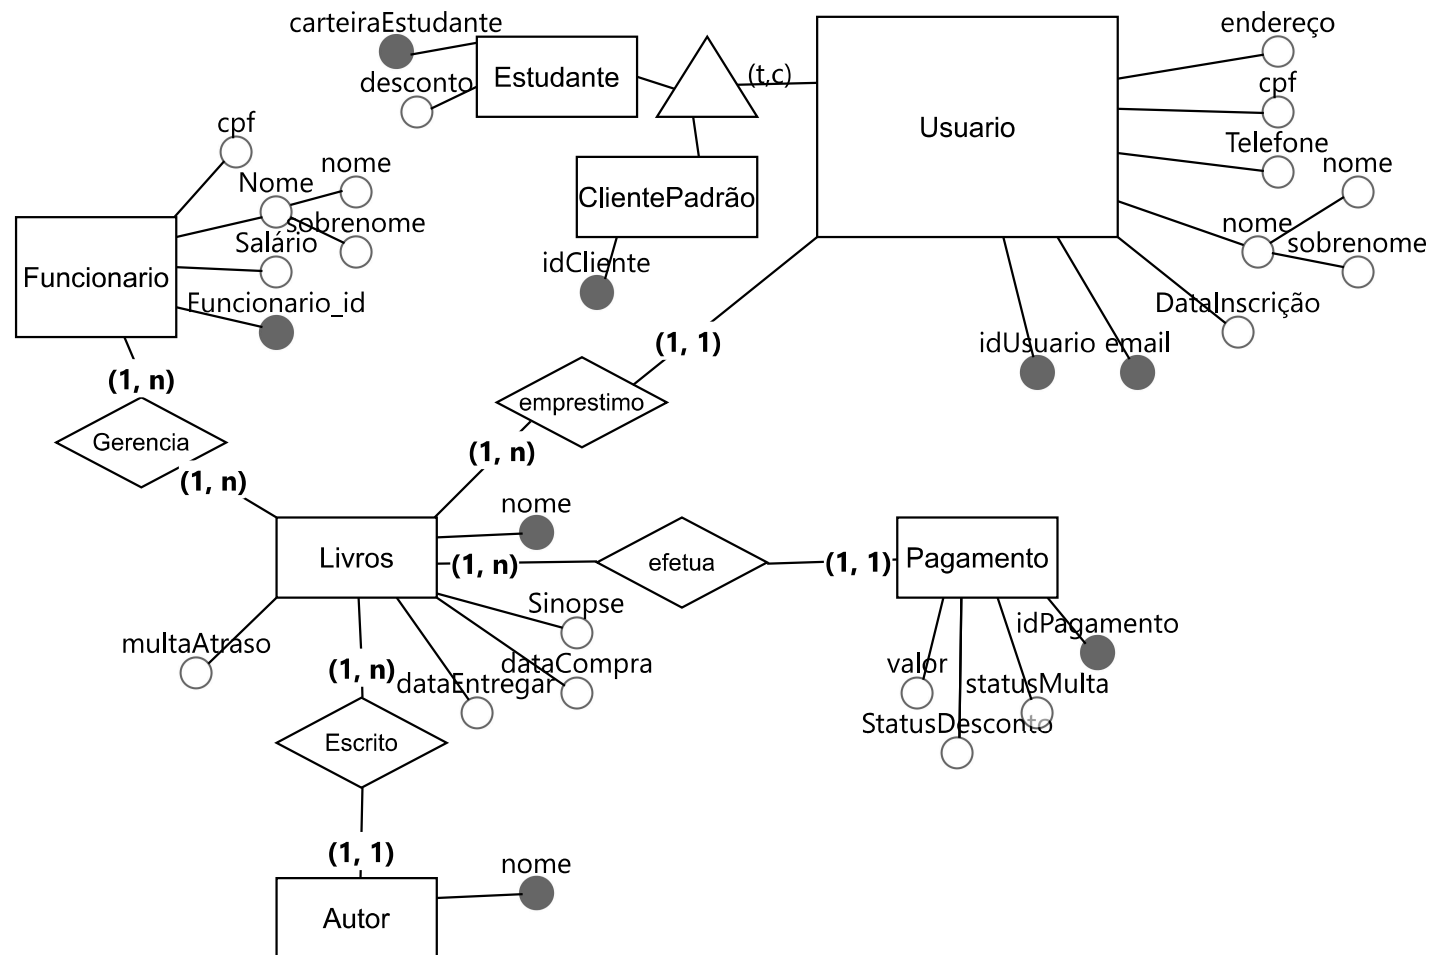 carteiraEstudante
desconto
Estudante
(t,c)
Usuario
endereço
cpf
Telefone
nome
nome
sobrenome
DataInscrição
idUsuario
email
ClientePadrão
idCliente
cpf
Nome
nome
sobrenome
Salário
Funcionario
Funcionario_id
(1, n)
Gerencia
(1, n)
(1, 1)
emprestimo
(1, n)
nome
Livros
(1, n)
efetua
(1, 1)
Pagamento
Sinopse
dataCompra
dataEntregar
multaAtraso
idPagamento
valor
statusMulta
StatusDesconto
(1, n)
Escrito
(1, 1)
Autor
nome